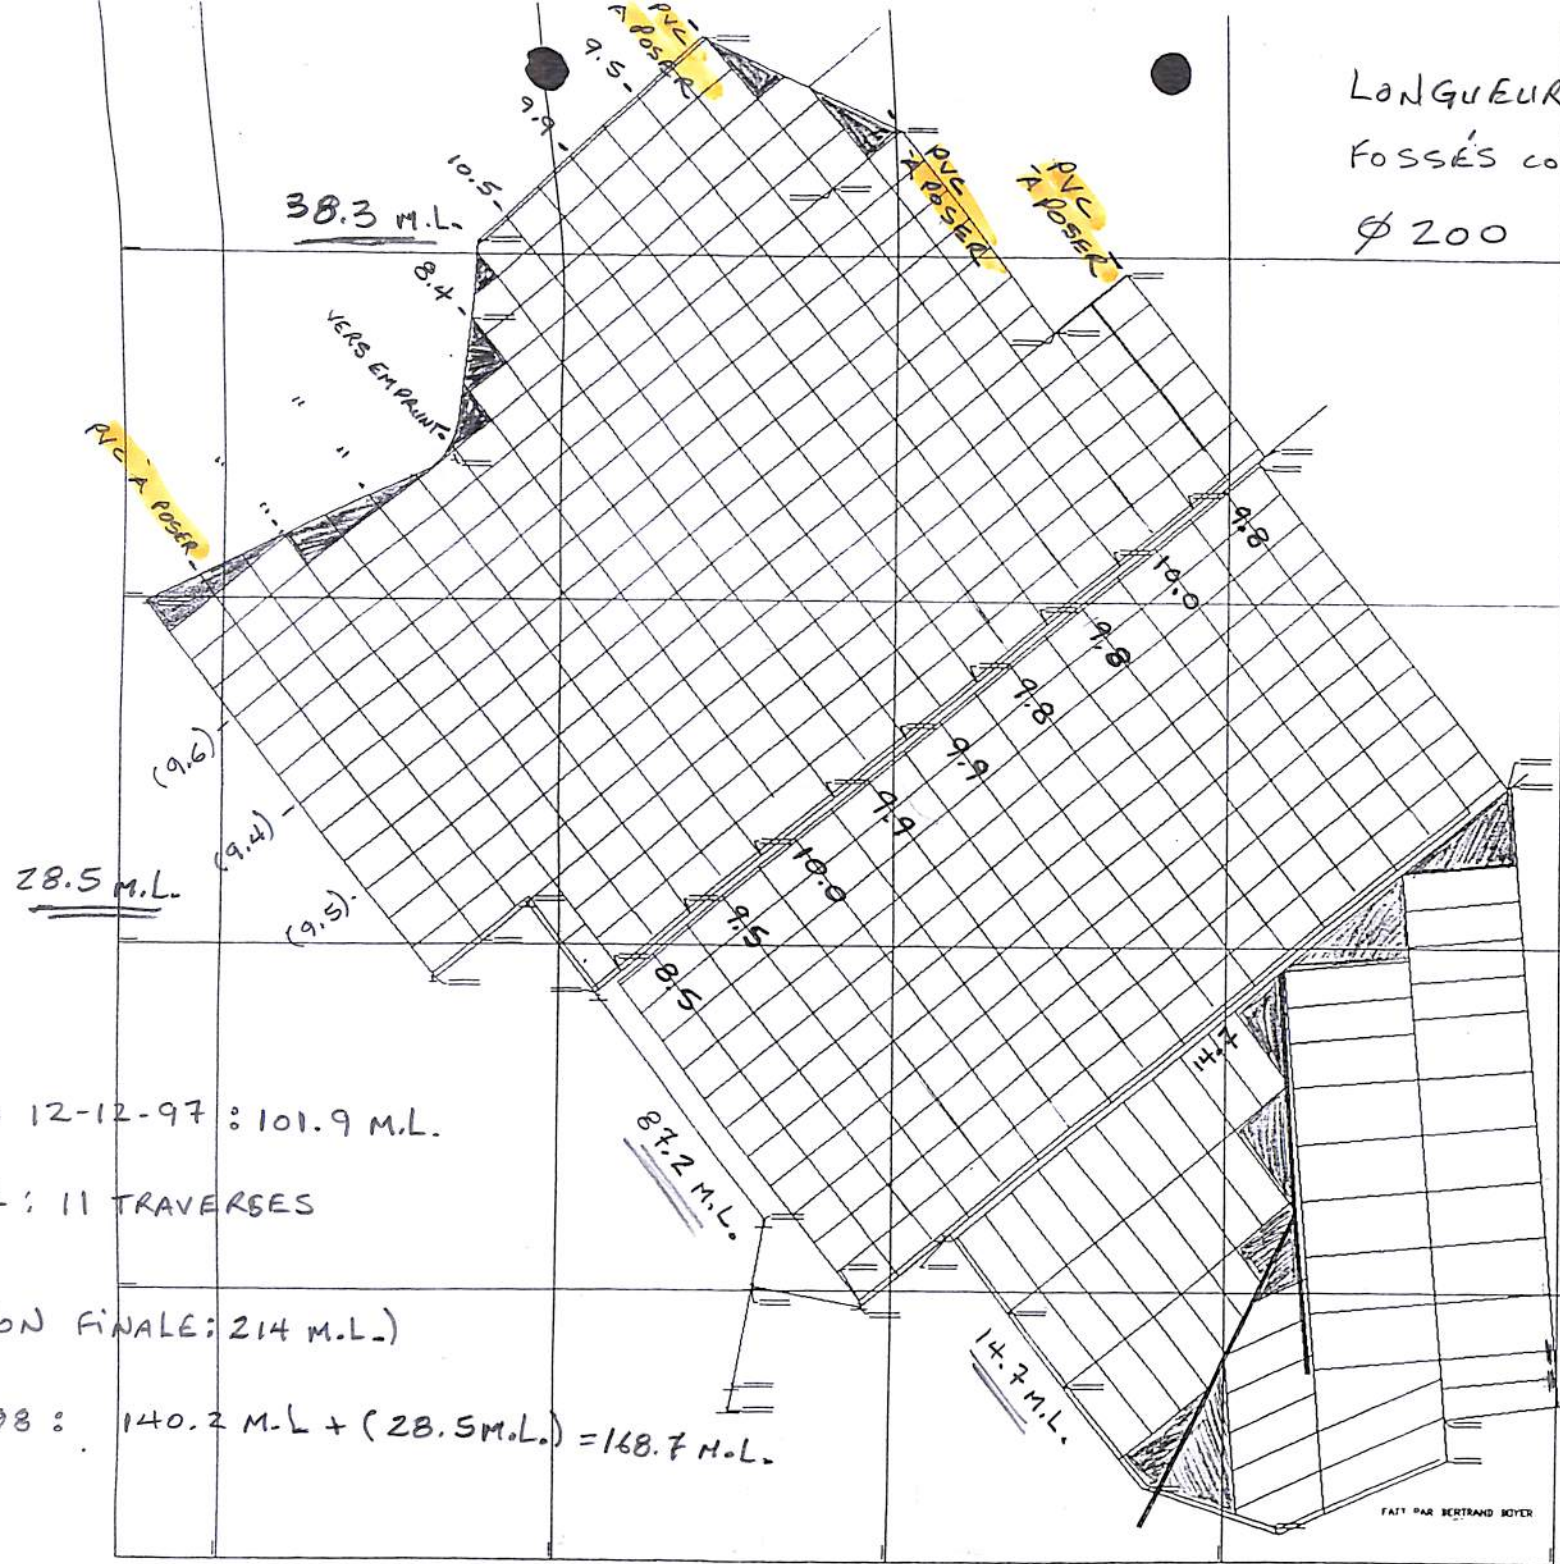 PVC
À POSER
9.5
9.9
10.5
38.3 M.L.
8.4
VERS EMPRUNT
"
"
"
"
PVC À POSER
PVC
À POSER
PVC
À POSER
LONGUEUR
FOSSÉS CO
Ø 200
9.8
10.0
9.8
9.8
9.9
9.9
10.0
9.5
8.5
(9.6)
(9.4)
(9.5)
28.5 M.L.
14.7
87.2 M.L.
14.7 M.L.
12-12-97 : 101.9 M.L.
: 11 TRAVERSES
ON FINALE: 214 M.L.)
98 : 140.2 M.L + (28.5 M.L.) = 168.7 M.L.
FAIT PAR BERTRAND BOYER